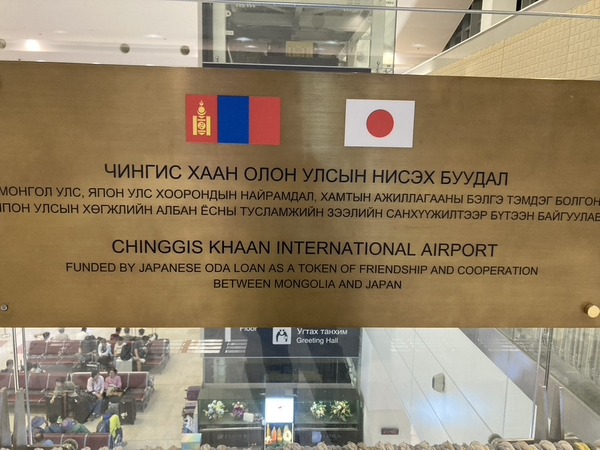 ЧИНГИС ХААН ОЛОН УЛСЫН НИСЭХ БУУДАЛ
МОНГОЛ УЛС, ЯПОН УЛС ХООРОНДЫН НАЙРАМДАЛ, ХАМТЫН АЖИЛЛАГААНЫ БЭЛГЭ ТЭМДЭГ БОЛГОН
ЯПОН УЛСЫН ХӨГЖЛИЙН АЛБАН ЁСНЫ ТУСЛАМЖИЙН ЗЭЭЛИЙН САНХҮҮЖИЛТЭЭР БҮТЭЭН БАЙГУУЛАВ
CHINGGIS KHAAN INTERNATIONAL AIRPORT
FUNDED BY JAPANESE ODA LOAN AS A TOKEN OF FRIENDSHIP AND COOPERATION
BETWEEN MONGOLIA AND JAPAN
Floor
Угтах танхим
Greeting Hall